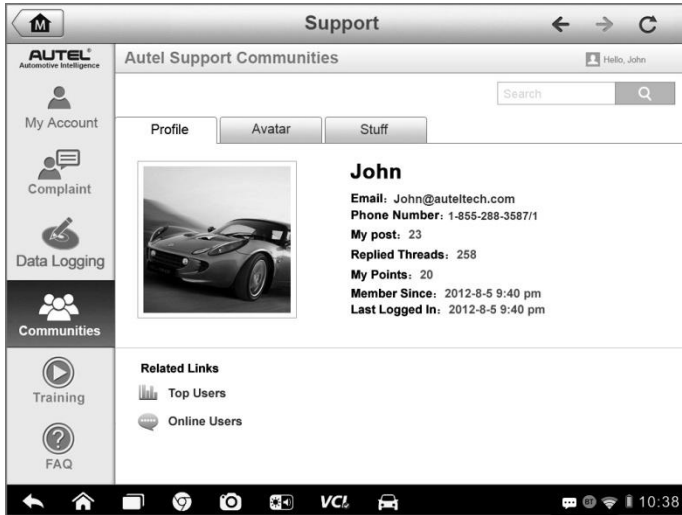 M
Support
AUTEL®
Automotive Intelligence
Autel Support Communities
Hello, John
Search
My Account
Profile
Avatar
Stuff
Complaint
Data Logging
Communities
Training
FAQ
John
Email: John@auteltech.com
Phone Number: 1-855-288-3587/1
My post: 23
Replied Threads: 258
My Points: 20
Member Since: 2012-8-5 9:40 pm
Last Logged In: 2012-8-5 9:40 pm
Related Links
Top Users
Online Users
VCI
BT
10:38